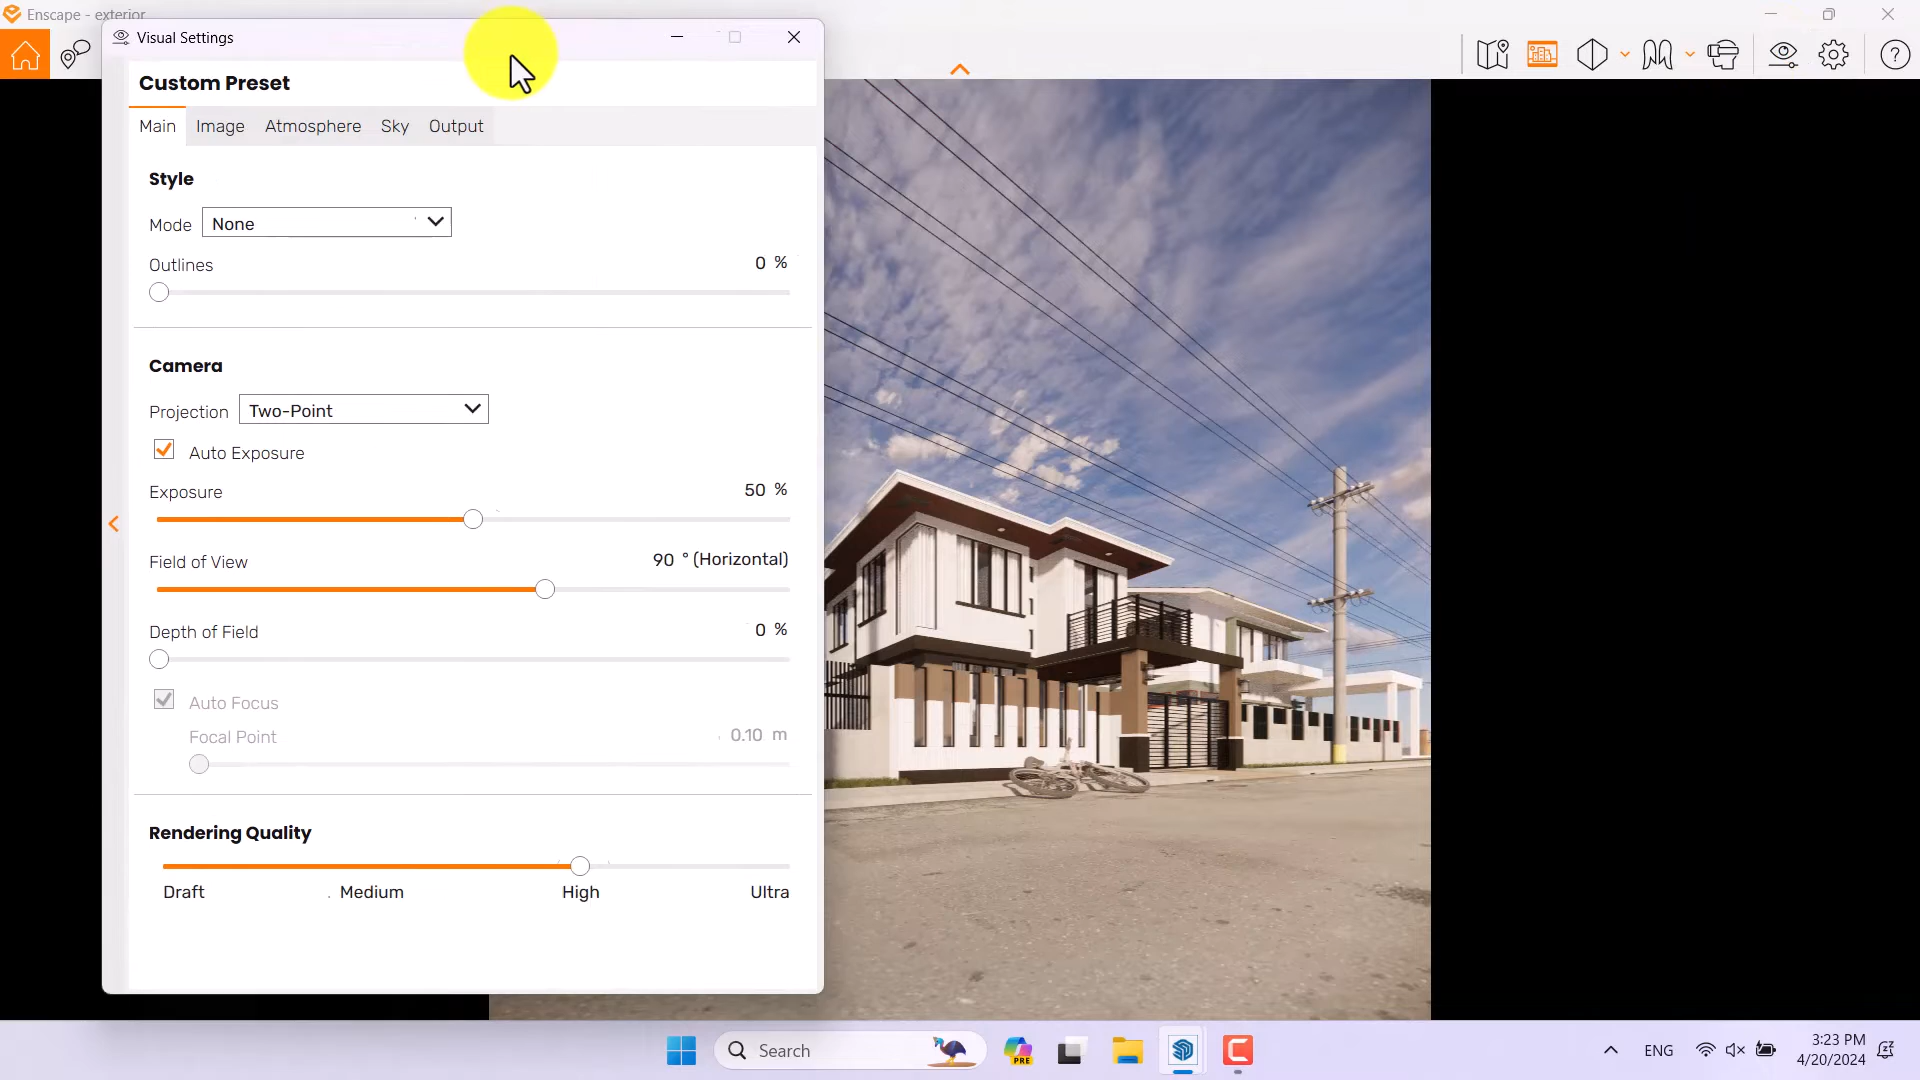 Enscape - exterior
Visual Settings
Custom Preset
Main Image Atmosphere Sky Output
Style
Mode None
Outlines 0 %
Camera
Projection Two-Point
Auto Exposure
Exposure 50 %
Field of View 90 ° (Horizontal)
Depth of Field 0 %
Auto Focus
Focal Point 0.10 m
Rendering Quality
Draft Medium High Ultra
Search
PRE
ENG
3:23 PM
4/20/2024